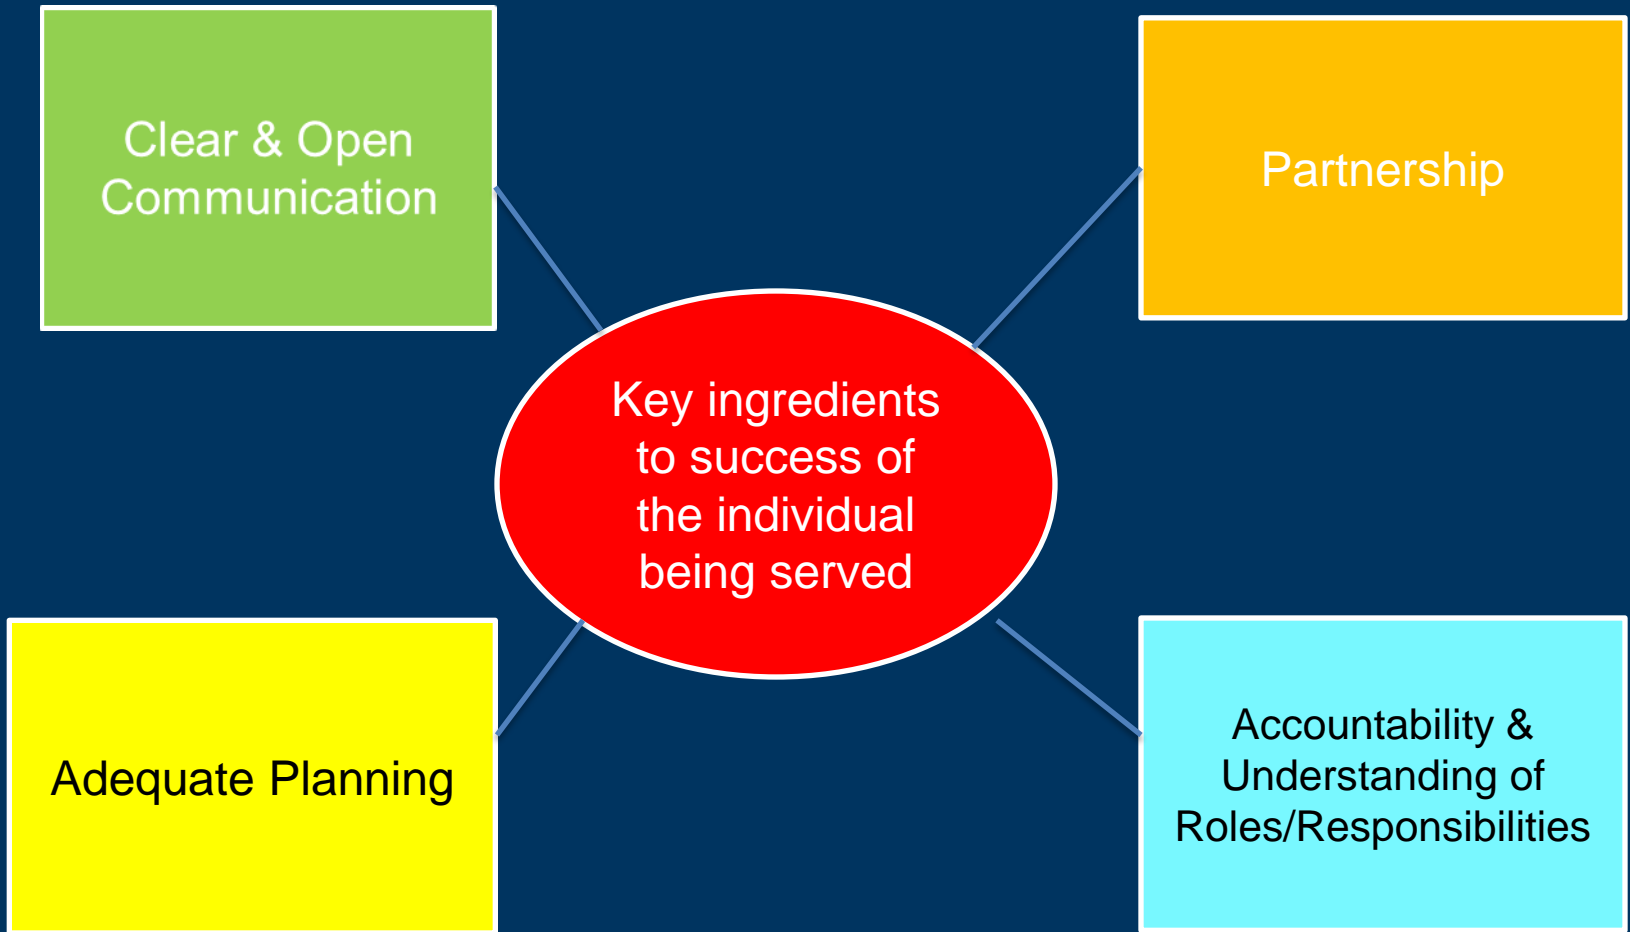 Clear & Open
Communication
Partnership
Key ingredients
to success of
the individual
being served
Adequate Planning
Accountability &
Understanding of
Roles/Responsibilities